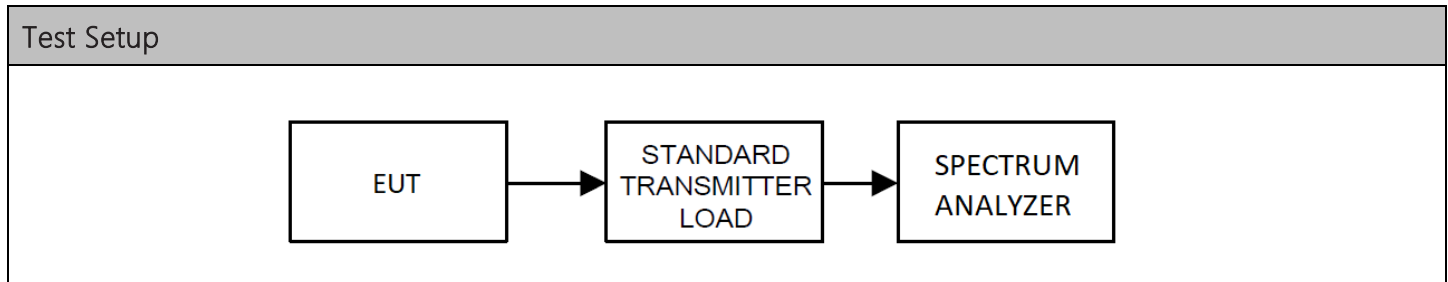 Test Setup
EUT
STANDARD
TRANSMITTER
LOAD
SPECTRUM
ANALYZER